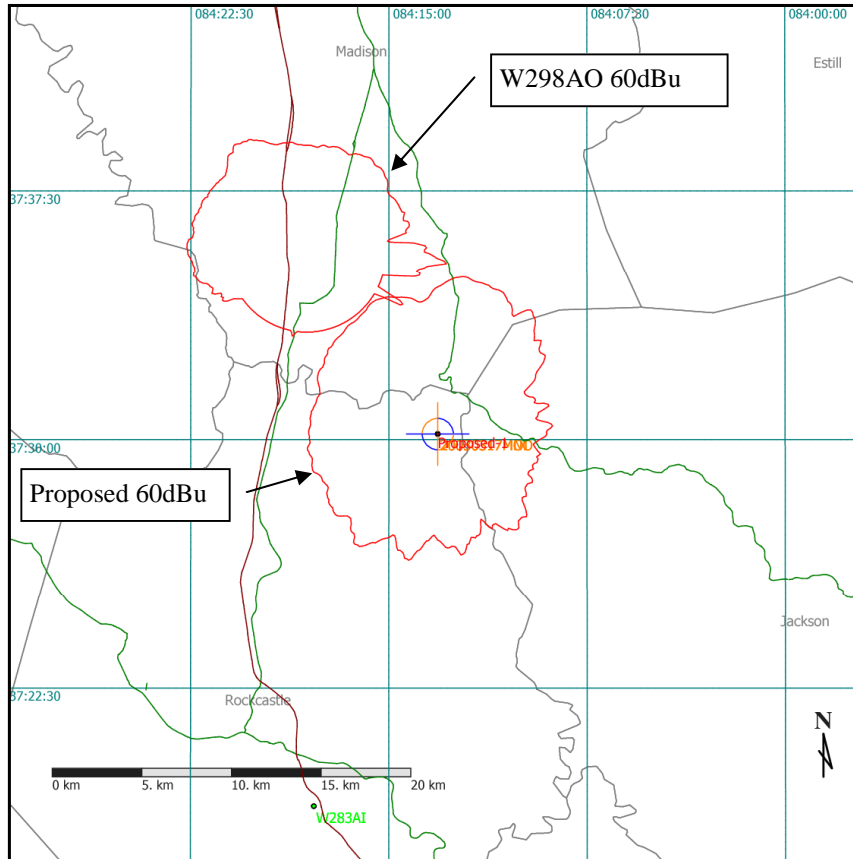 084:22:30 084:15:00 084:07:30 084:00:00
Madison
Estill
W298AO 60dBu
37:37:30
Proposed-1
37:30:00
Proposed 60dBu
Jackson
37:22:30
Rockcastle
N
0 km 5. km 10. km 15. km 20 km
W283AI